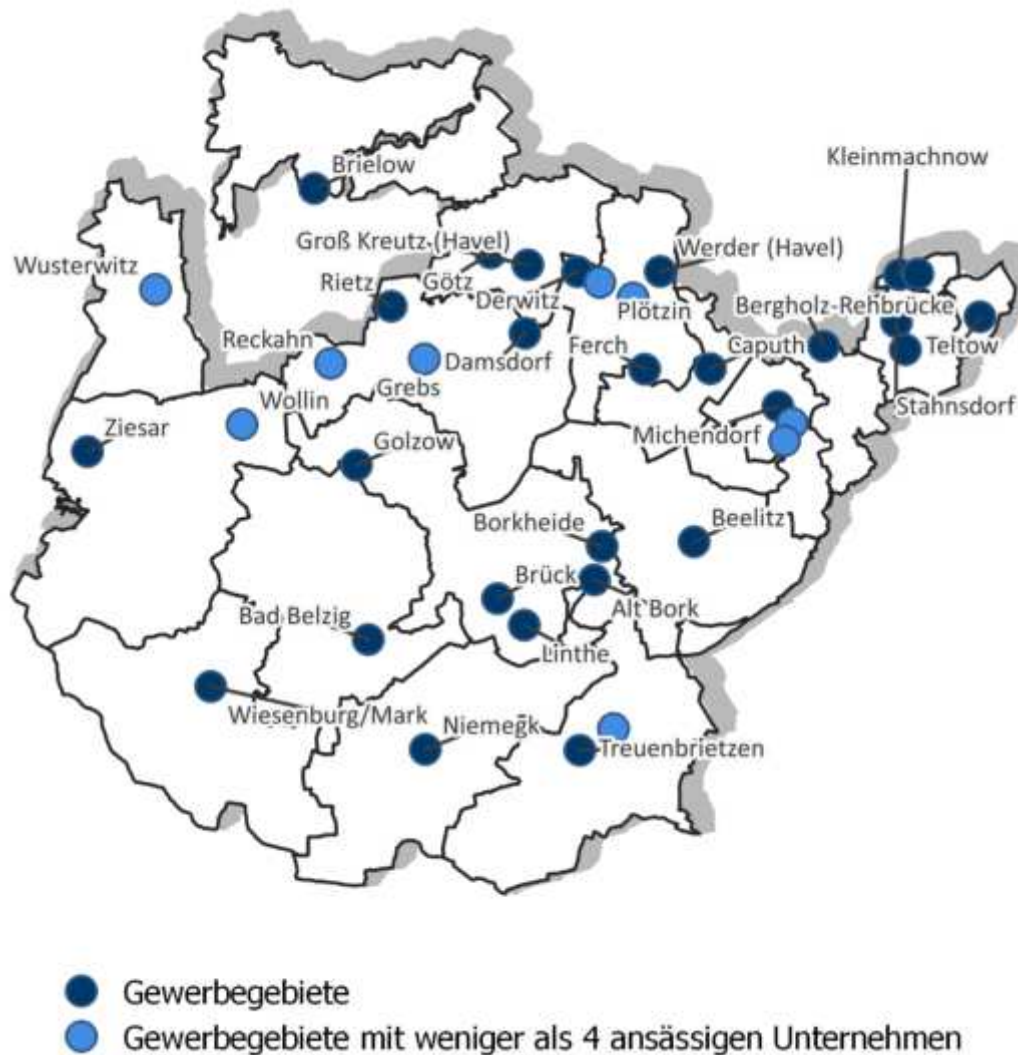 Kleinmachnow
Brielow
Groß Kreutz (Havel)
Werder (Havel)
Wusterwitz
Rietz
Götz
Derwitz
Plötzin
Bergholz-Rehbrücke
Reckahn
Damsdorf
Ferch
Caputh
Teltow
Grebs
Wollin
Stahnsdorf
Ziesar
Golzow
Michendorf
Borkheide
Beelitz
Brück
Bad Belzig
Alt Bork
Linthe
Wiesenburg/Mark
Niemegk
Treuenbrietzen
Gewerbegebiete
Gewerbegebiete mit weniger als 4 ansässigen Unternehmen